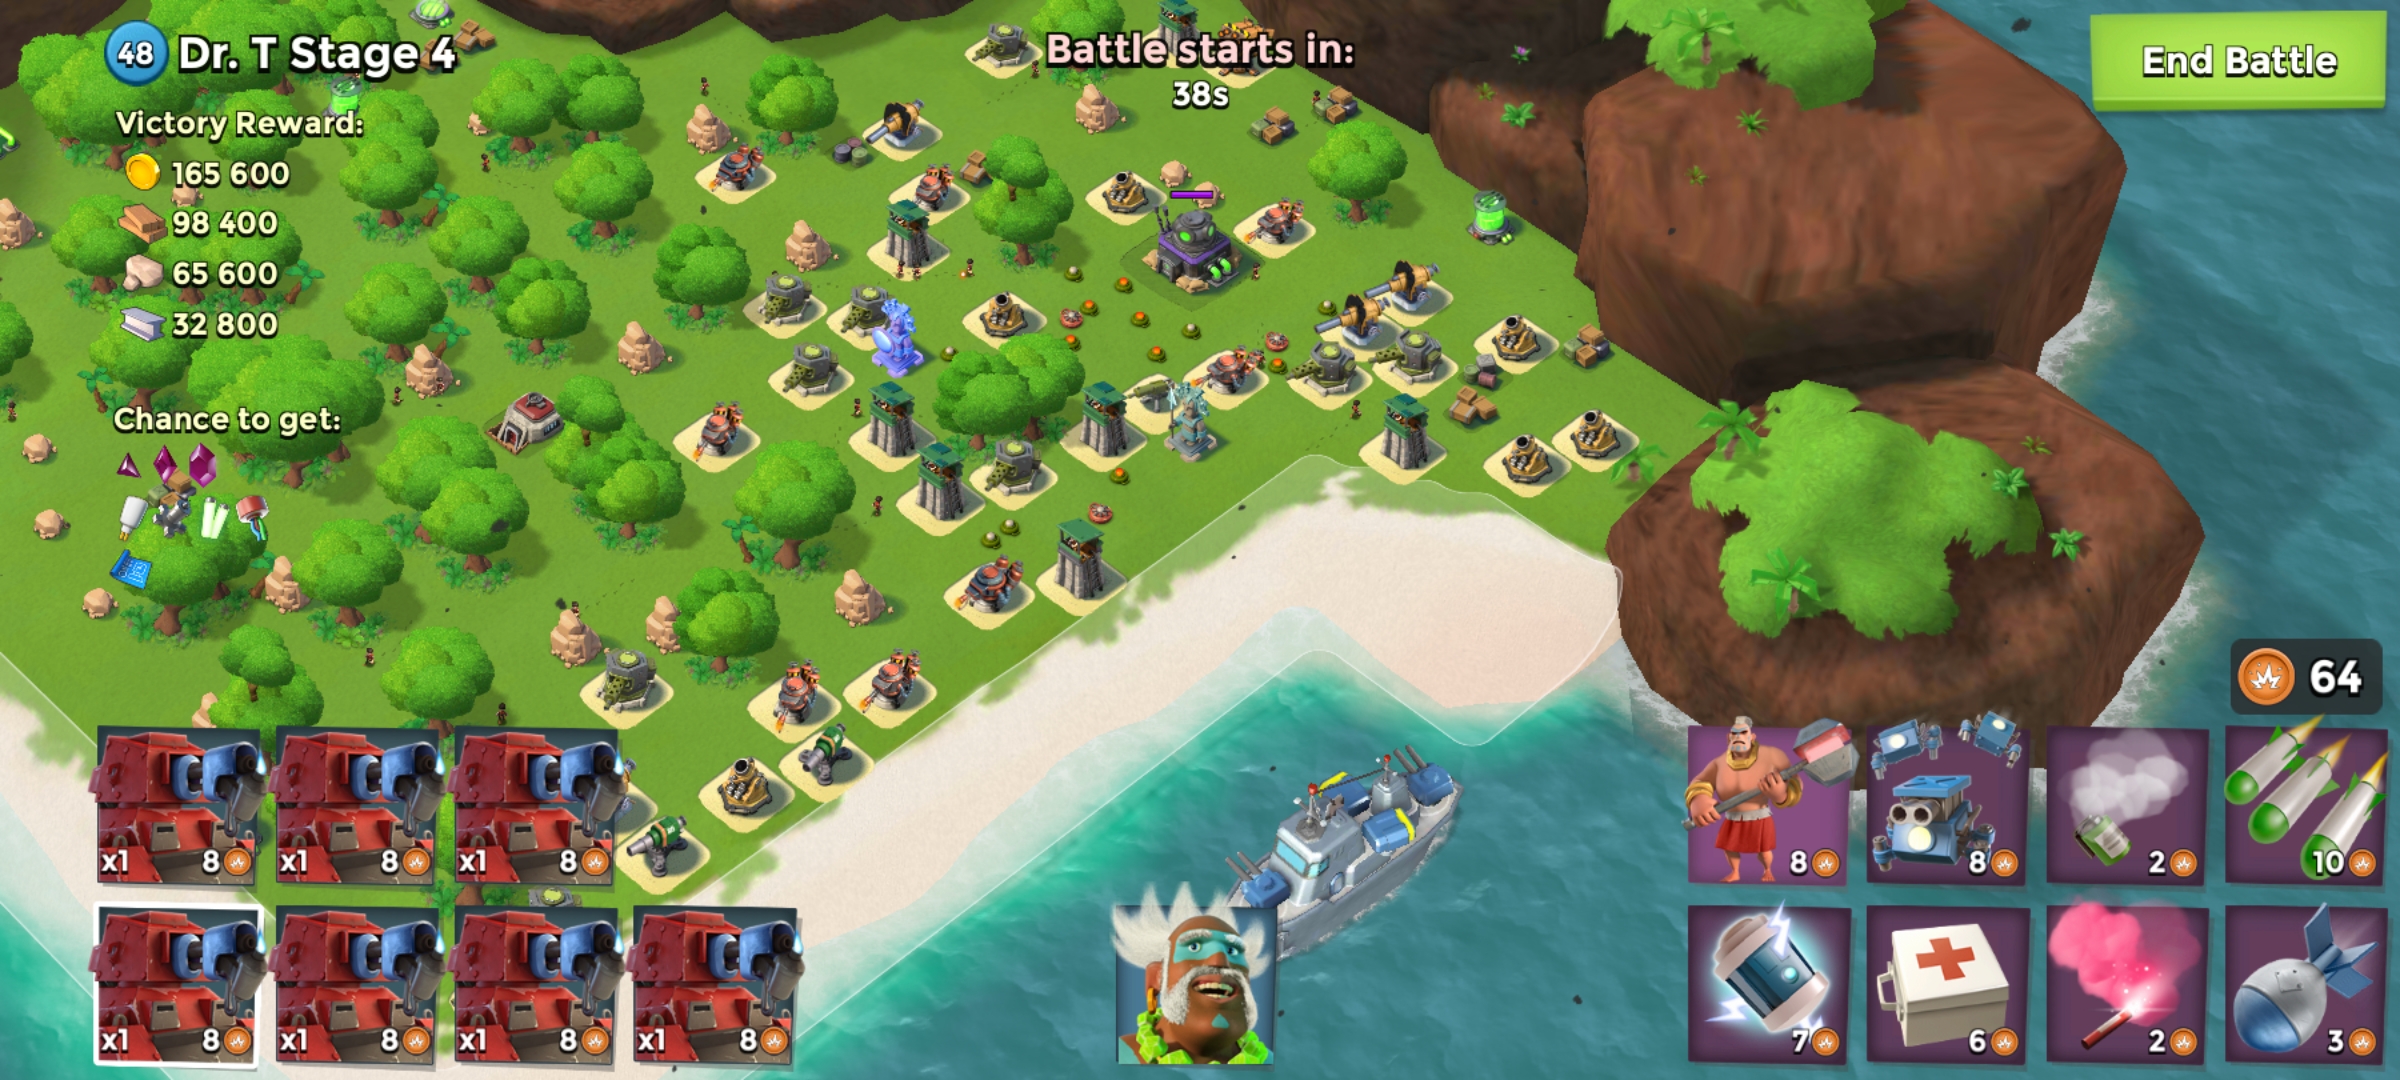 48 Dr. T Stage 4
Battle starts in:
38s
End Battle
Victory Reward:
165 600
98 400
65 600
32 800
Chance to get:
64
x1 8
x1 8
x1 8
8
8
2
10
x1 8
x1 8
x1 8
x1 8
7
6
2
3